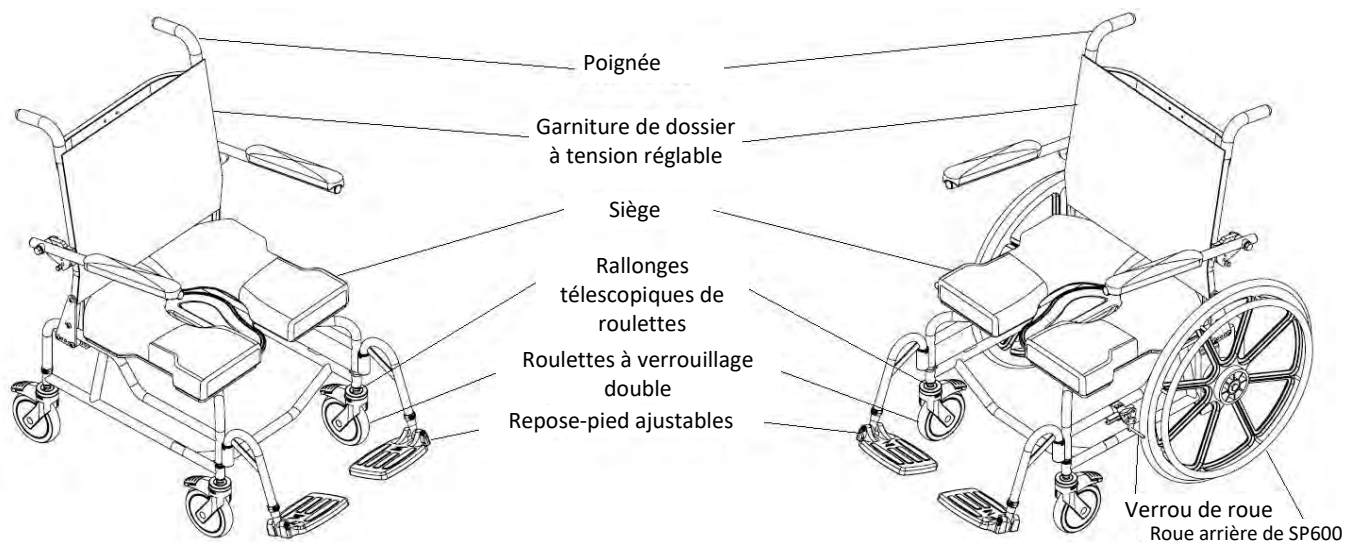 Poignée
Garniture de dossier
à tension réglable
Siège
Rallonges
télescopiques de
roulettes
Roulettes à verrouillage
double
Repose-pied ajustables
Verrou de roue
Roue arrière de SP600